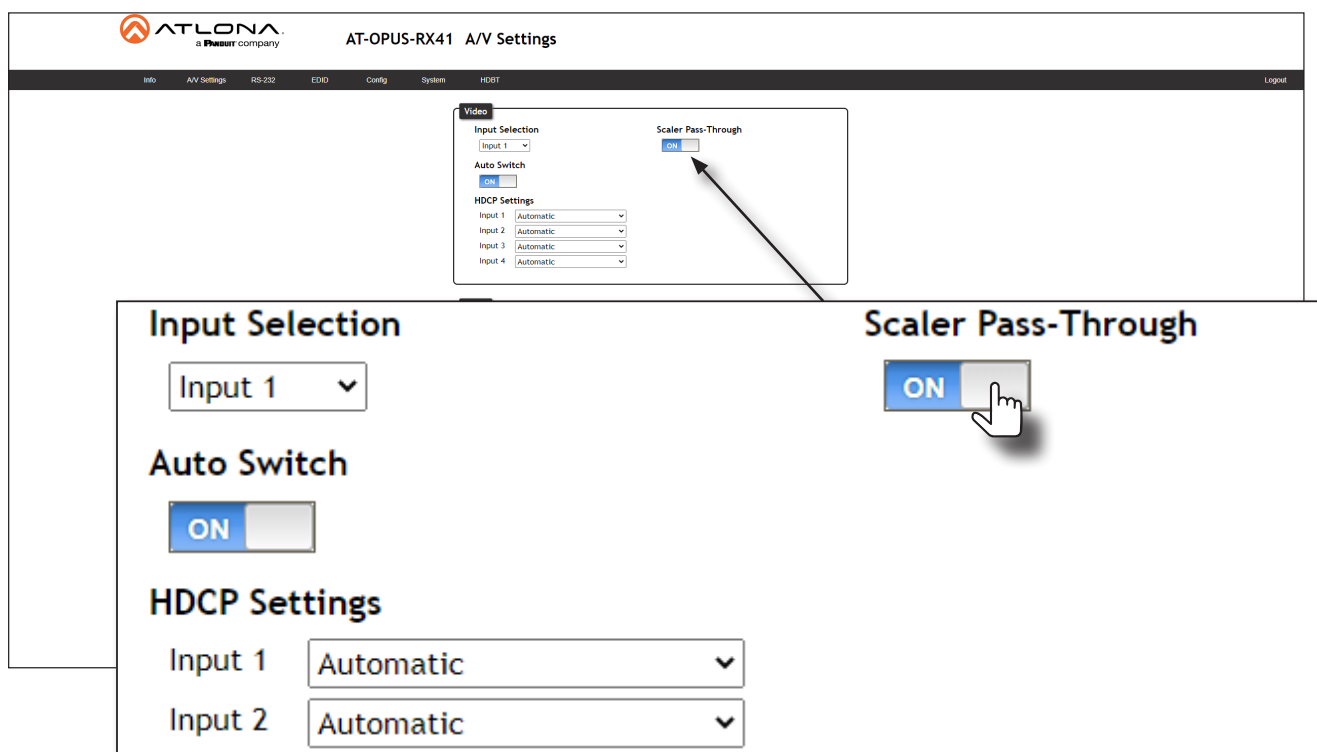 ATLONA.
a PANDUIT company
AT-OPUS-RX41 A/V Settings
Info A/V Settings RS-232 EDID Config System HDBT Logout
Video
Input Selection Scaler Pass-Through
Input 1 ON
Auto Switch
ON
HDCP Settings
Input 1 Automatic
Input 2 Automatic
Input 3 Automatic
Input 4 Automatic
Input Selection Scaler Pass-Through
Input 1 ON
Auto Switch
ON
HDCP Settings
Input 1 Automatic
Input 2 Automatic